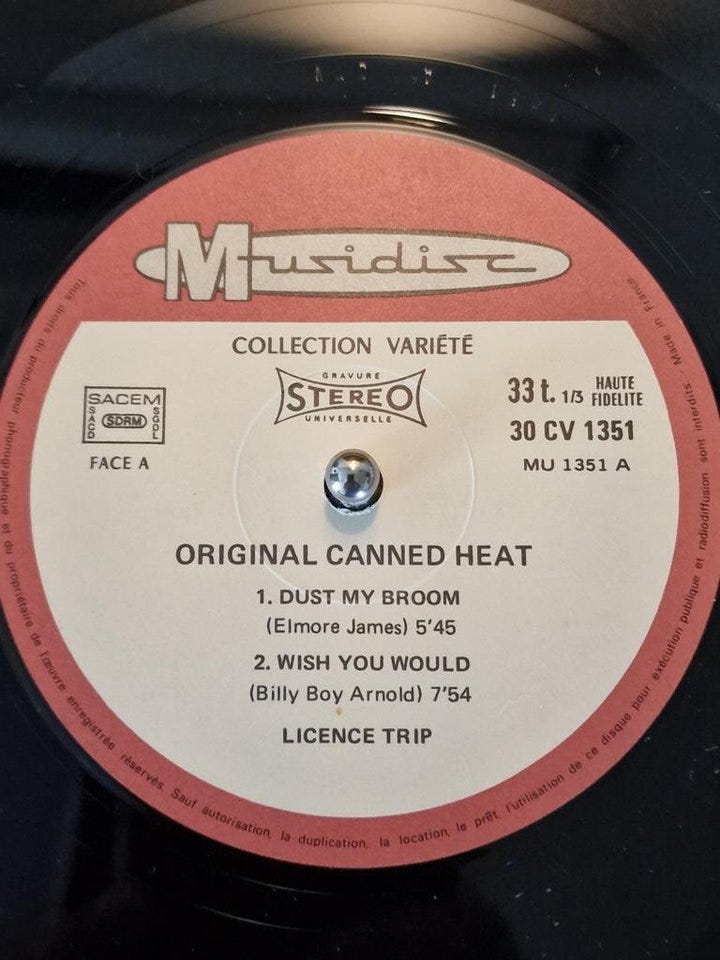 Musidisc
COLLECTION VARIÉTÉ
GRAVURE
STEREO
UNIVERSELLE
SACEM
SACD
SDRM
SGDL
FACE A
33 t. 1/3 HAUTE FIDELITE
30 CV 1351
MU 1351 A
ORIGINAL CANNED HEAT
1. DUST MY BROOM
(Elmore James) 5'45
2. WISH YOU WOULD
(Billy Boy Arnold) 7'54
LICENCE TRIP
Tous droits du producteur phonographique et du propriétaire de l'œuvre enregistrée réservés. Sauf autorisation, la duplication, la location, le prêt, l'utilisation de ce disque pour exécution publique et radiodiffusion sont interdits. Made in France